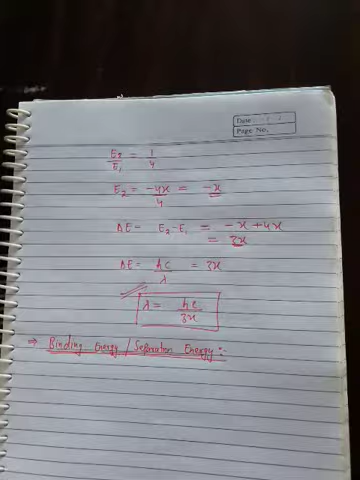 Date :
Page No.
E2/E1 = 1/4
E2 = -4x/4 = -x
ΔE = E2 - E1 = -x + 4x
= 3x
ΔE = hc/λ = 3x
λ = hc/3x
⇒ Binding Energy / Separation Energy :-